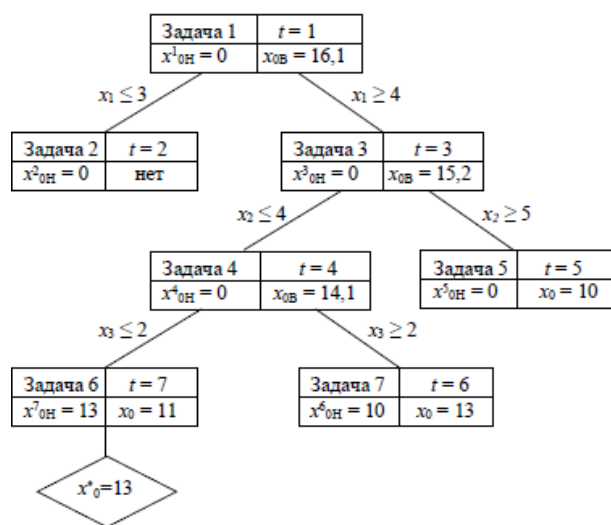 Задача 1 t = 1
x¹₀Н = 0 x₀В = 16,1
x₁ ≤ 3 x₁ ≥ 4
Задача 2 t = 2 Задача 3 t = 3
x²₀Н = 0 нет x³₀Н = 0 x₀В = 15,2
x₂ ≤ 4 x₂ ≥ 5
Задача 4 t = 4 Задача 5 t = 5
x⁴₀Н = 0 x₀В = 14,1 x⁵₀Н = 0 x₀ = 10
x₃ ≤ 2 x₃ ≥ 2
Задача 6 t = 7 Задача 7 t = 6
x⁷₀Н = 13 x₀ = 11 x⁶₀Н = 10 x₀ = 13
x*₀=13